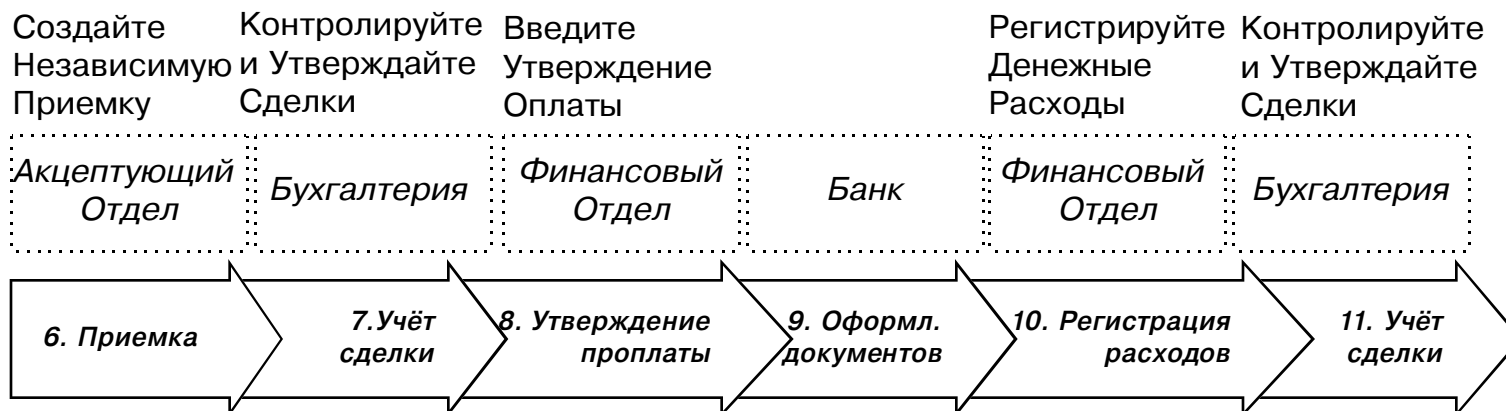 Создайте
Независимую
Приемку
Контролируйте
и Утверждайте
Сделки
Введите
Утверждение
Оплаты
Регистрируйте
Денежные
Расходы
Контролируйте
и Утверждайте
Сделки
Акцептующий
Отдел
Бухгалтерия
Финансовый
Отдел
Банк
Финансовый
Отдел
Бухгалтерия
6. Приемка
7.Учёт
сделки
8. Утверждение
проплаты
9. Оформл.
документов
10. Регистрация
расходов
11. Учёт
сделки